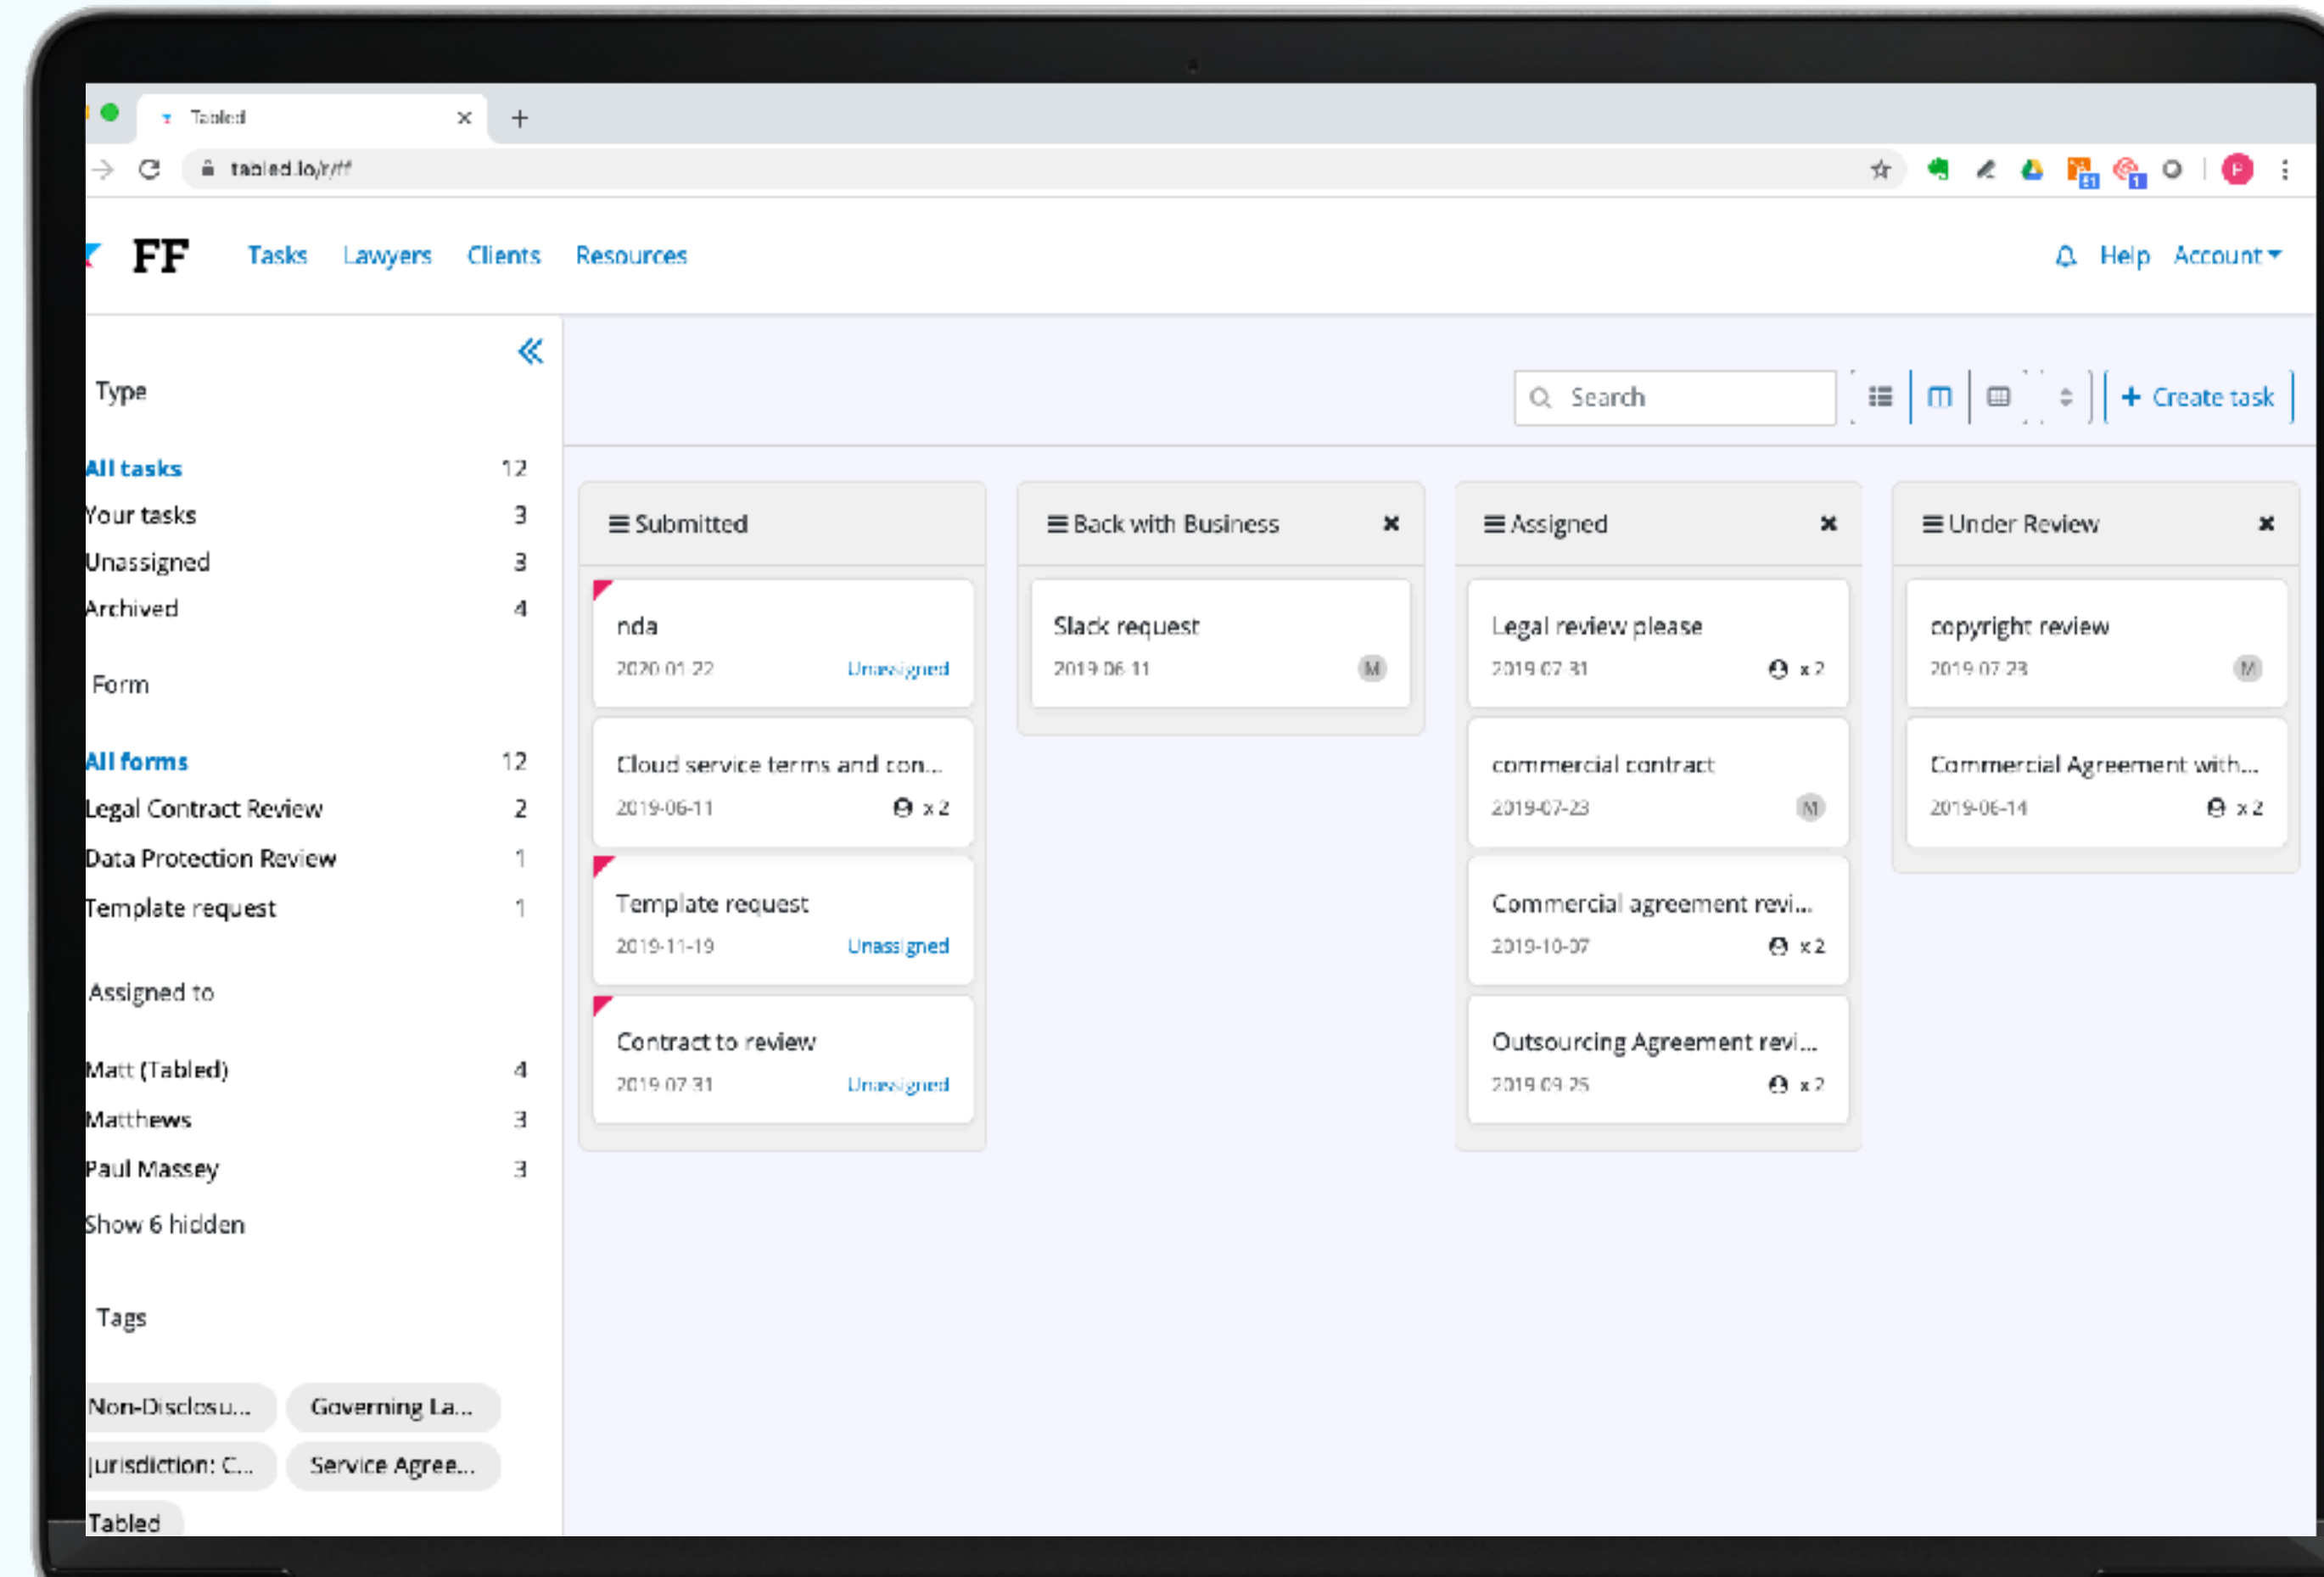 Tabled
tabled.io/r/ff
61
1
P
FF
Tasks
Lawyers
Clients
Resources
Help
Account
Type
All tasks 12
Your tasks 3
Unassigned 3
Archived 4
Form
All forms 12
Legal Contract Review 2
Data Protection Review 1
Template request 1
Assigned to
Matt (Tabled) 4
Matthews 3
Paul Massey 3
Show 6 hidden
Tags
Non-Disclosu...
Governing La...
Jurisdiction: C...
Service Agree...
Tabled
Search
+ Create task
Submitted
nda
2020-01-22 Unassigned
Cloud service terms and con...
2019-06-11 x 2
Template request
2019-11-19 Unassigned
Contract to review
2019-07-31 Unassigned
Back with Business
Slack request
2019-06-11 M
Assigned
Legal review please
2019-07-31 x 2
commercial contract
2019-07-23 M
Commercial agreement revi...
2019-10-07 x 2
Outsourcing Agreement revi...
2019-09-25 x 2
Under Review
copyright review
2019-07-23 M
Commercial Agreement with...
2019-06-14 x 2